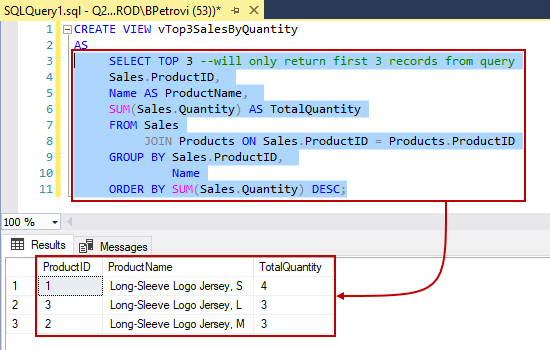 SQLQuery1.sql - Q2...ROD\BPetrovi (53))*
1 CREATE VIEW vTop3SalesByQuantity
2 AS
3 SELECT TOP 3 --will only return first 3 records from query
4 Sales.ProductID,
5 Name AS ProductName,
6 SUM(Sales.Quantity) AS TotalQuantity
7 FROM Sales
8 JOIN Products ON Sales.ProductID = Products.ProductID
9 GROUP BY Sales.ProductID,
10 Name
11 ORDER BY SUM(Sales.Quantity) DESC;
100 %
Results Messages
ProductID ProductName TotalQuantity
1 1 Long-Sleeve Logo Jersey, S 4
2 3 Long-Sleeve Logo Jersey, L 3
3 2 Long-Sleeve Logo Jersey, M 3